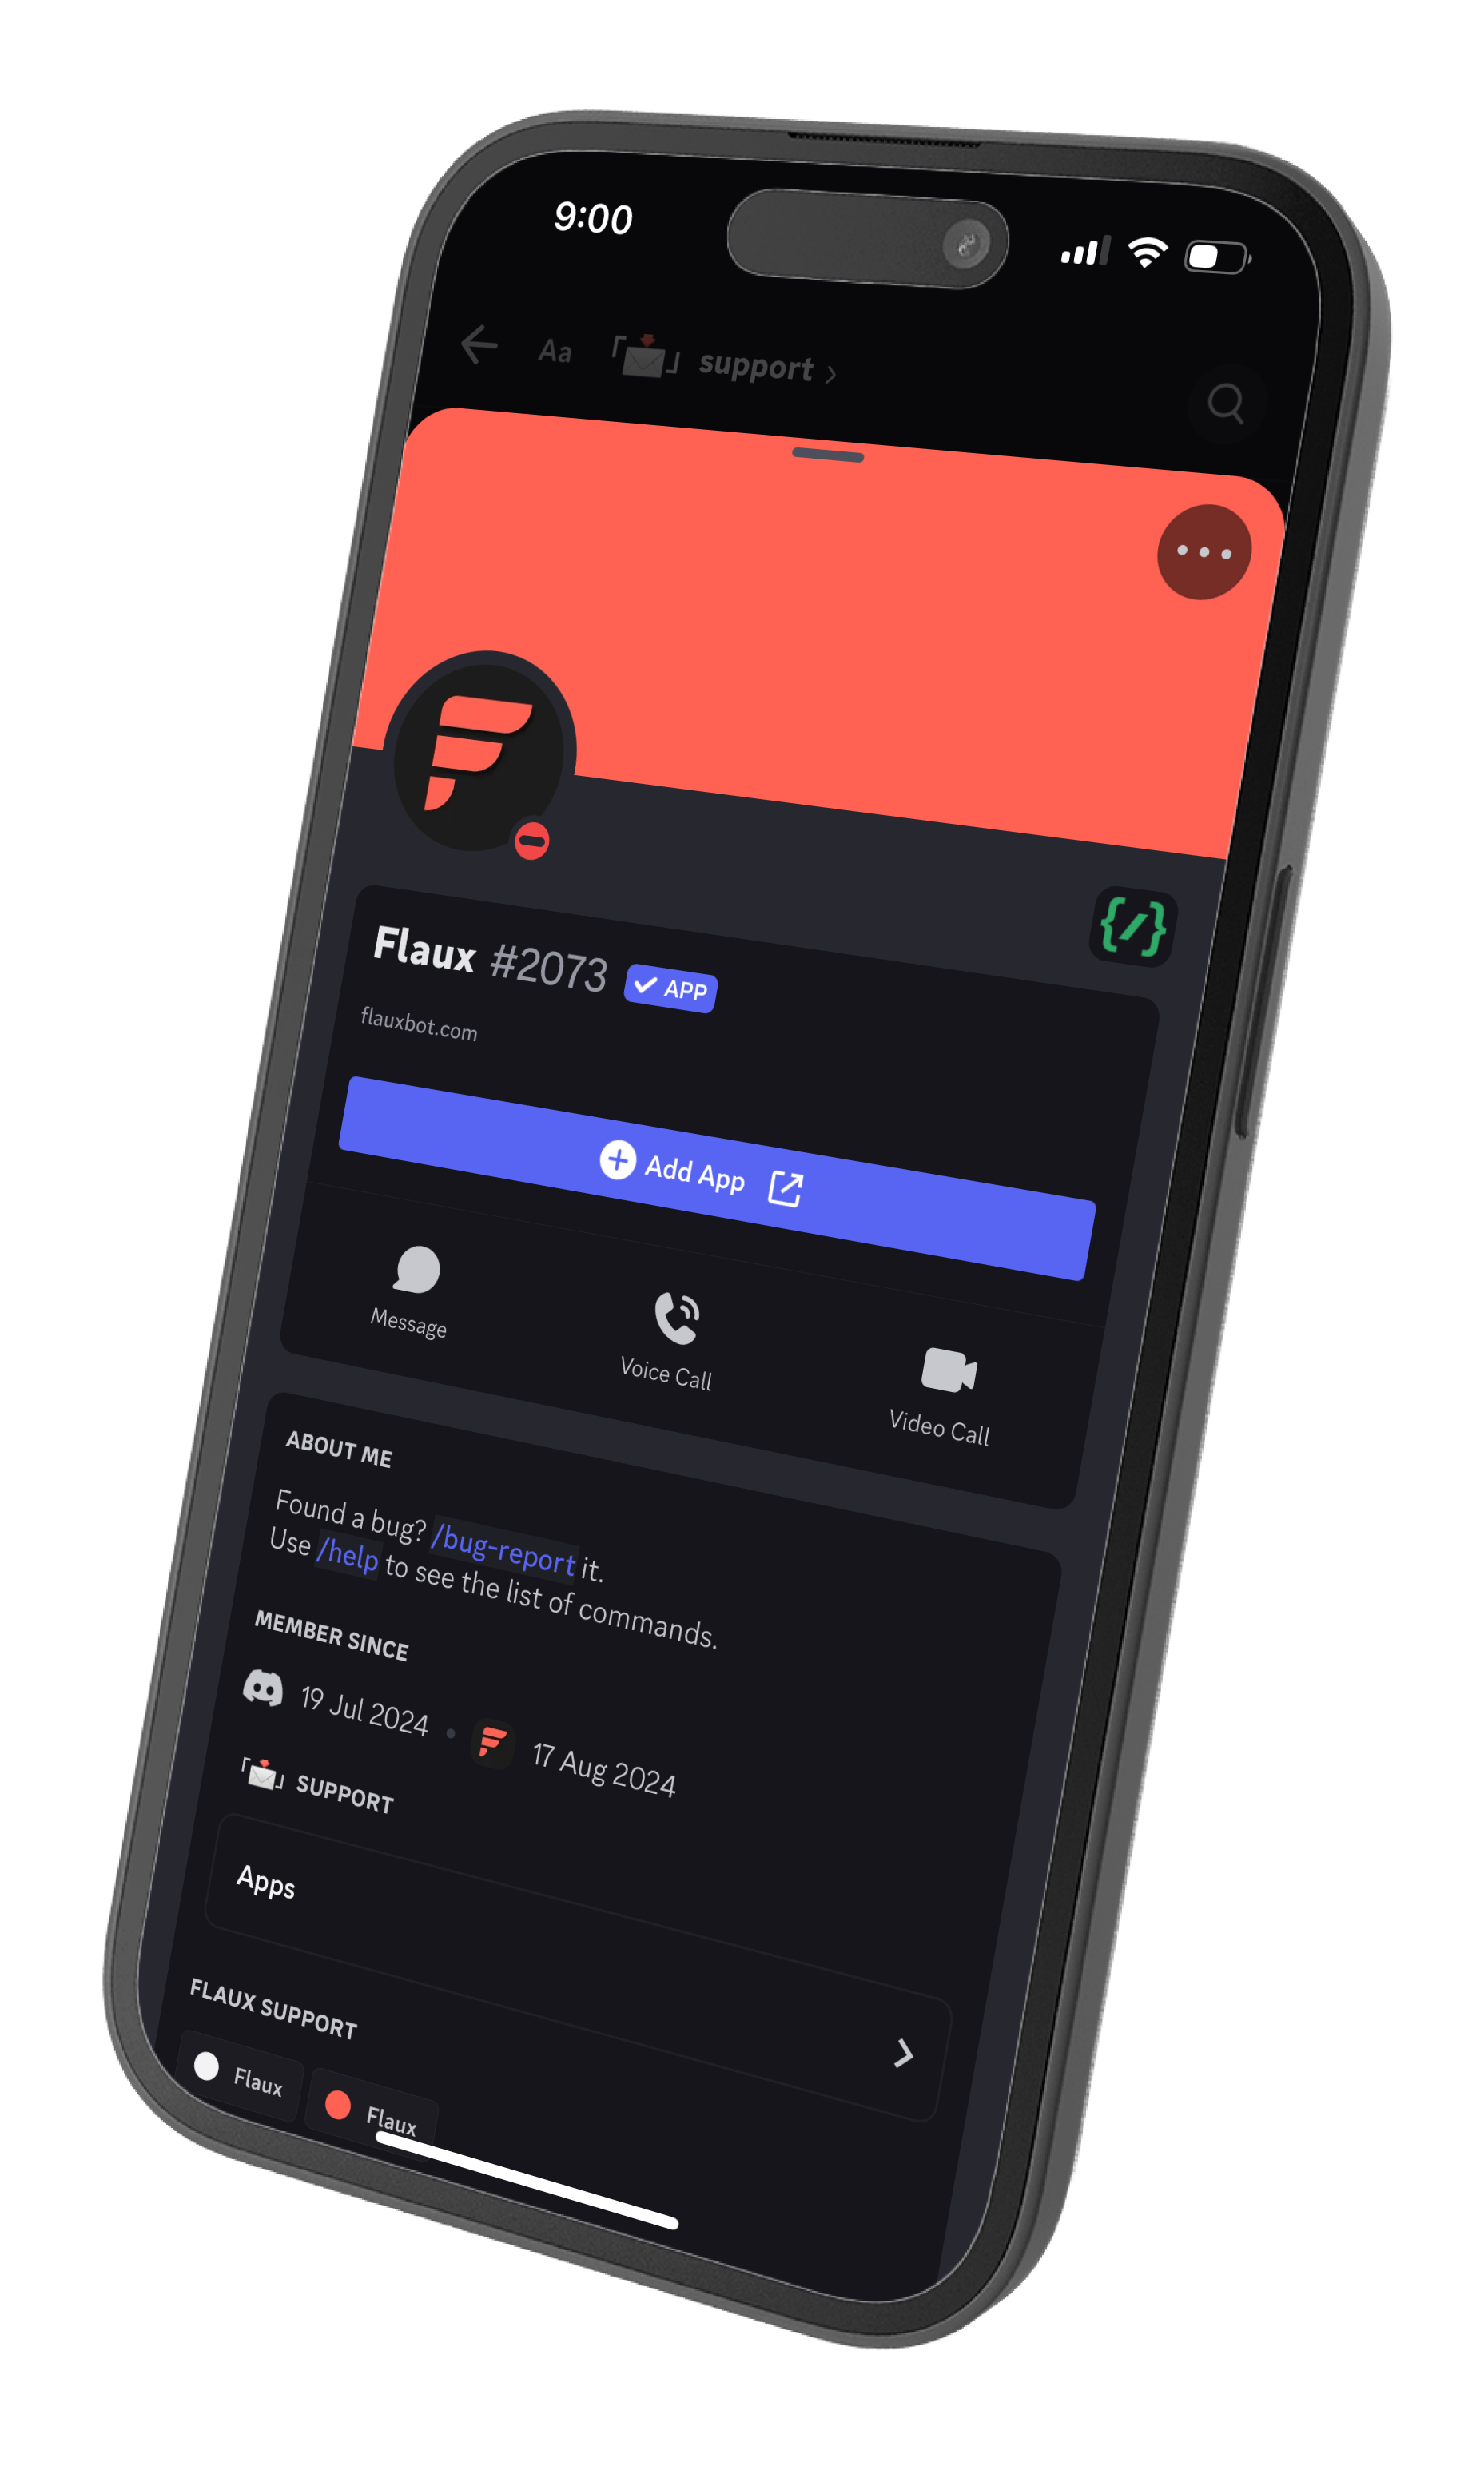 9:00
Aa 「📩」 support ›
Flaux #2073 ✓ APP
flauxbot.com
Add App
Message
Voice Call
Video Call
ABOUT ME
Found a bug? /bug-report it.
Use /help to see the list of commands.
MEMBER SINCE
19 Jul 2024 • 17 Aug 2024
「📩」 SUPPORT
Apps
FLAUX SUPPORT
Flaux
Flaux